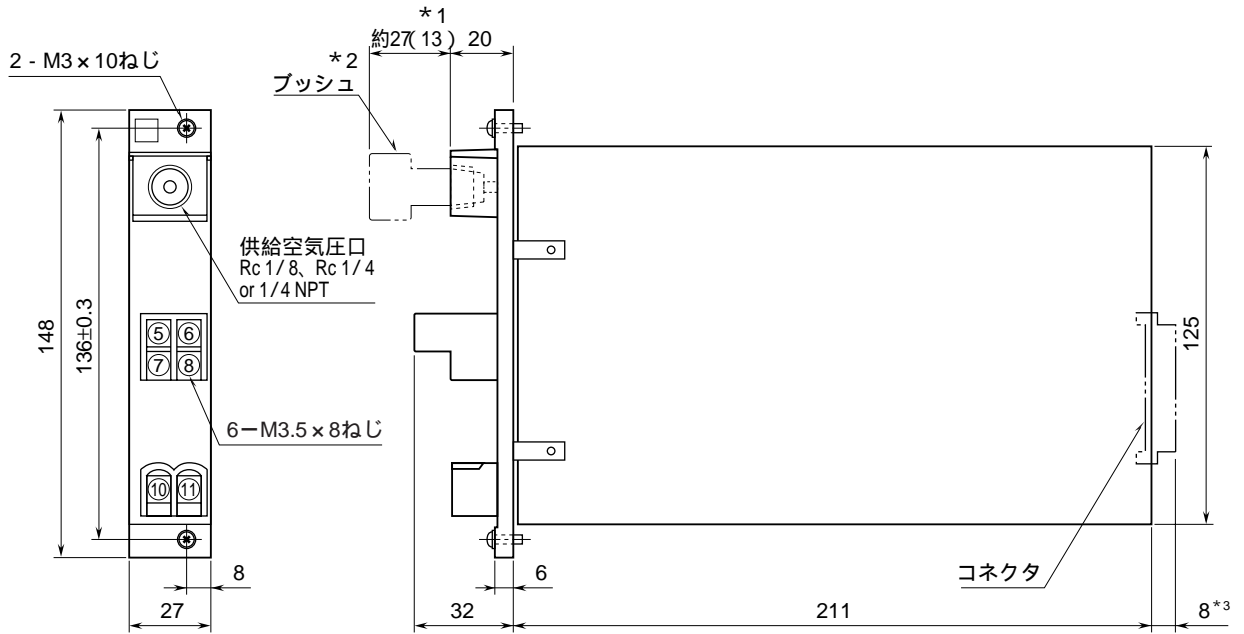 *1
約27( 13 ) 20
2 - M3×10ねじ
*2
ブッシュ
供給空気圧口
Rc 1/8、Rc 1/4
or 1/4 NPT
148
136±0.3
⑤ ⑥
⑦ ⑧
125
6－M3.5×8ねじ
⑩ ⑪
コネクタ
8
6
27
32
211
8*3